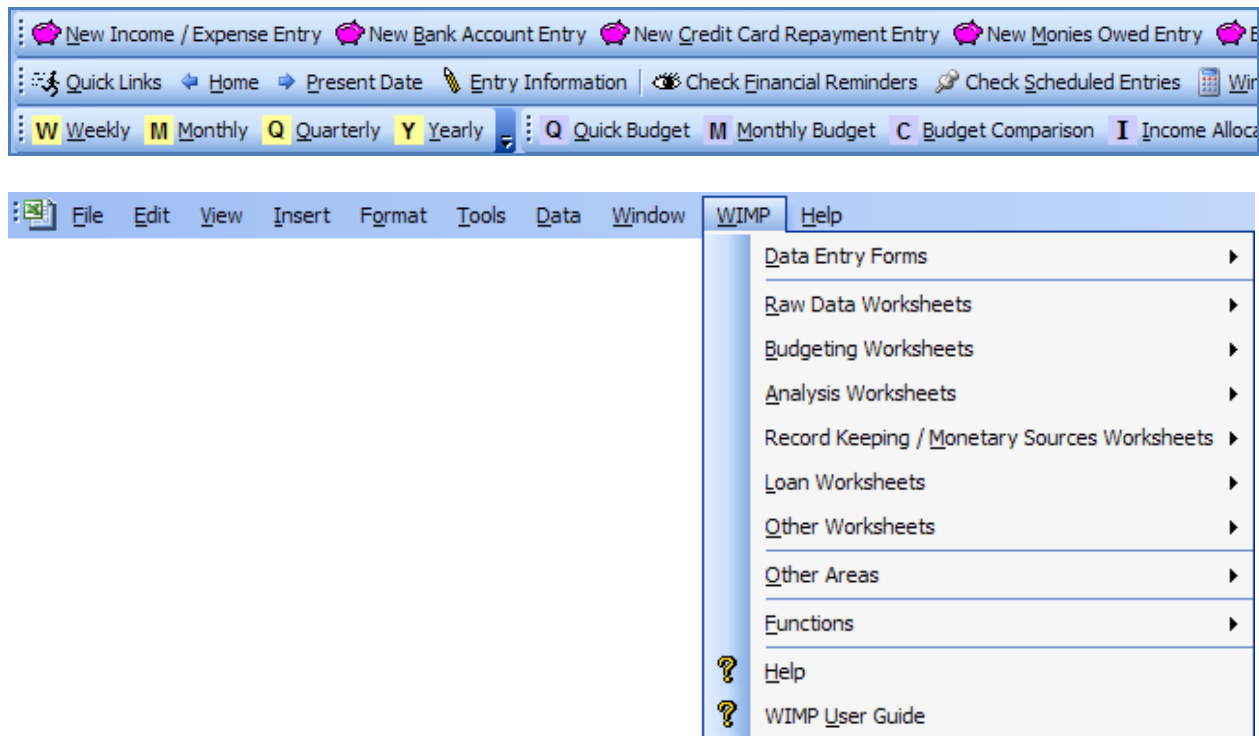 New Income / Expense Entry New Bank Account Entry New Credit Card Repayment Entry New Monies Owed Entry
Quick Links Home Present Date Entry Information Check Financial Reminders Check Scheduled Entries
W Weekly M Monthly Q Quarterly Y Yearly Q Quick Budget M Monthly Budget C Budget Comparison I Income
File Edit View Insert Format Tools Data Window WIMP Help
Data Entry Forms
Raw Data Worksheets
Budgeting Worksheets
Analysis Worksheets
Record Keeping / Monetary Sources Worksheets
Loan Worksheets
Other Worksheets
Other Areas
Functions
? Help
? WIMP User Guide